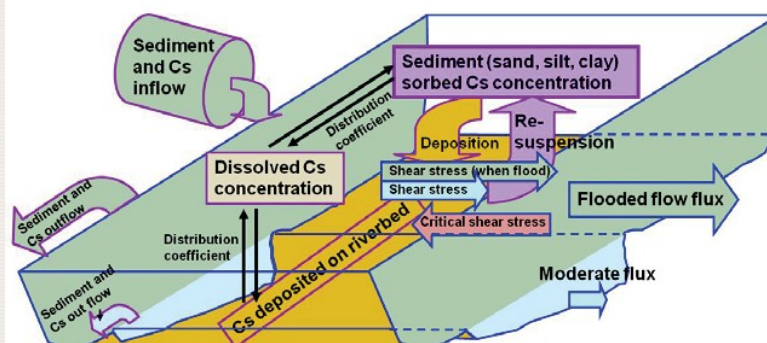 Sediment
and Cs
inflow
Sediment (sand, silt, clay)
sorbed Cs concentration
Distribution
coefficient
Deposition
Re-
suspension
Dissolved Cs
concentration
Shear stress (when flood)
Shear stress
Critical shear stress
Flooded flow flux
Moderate flux
Sediment and
Cs outflow
Distribution
coefficient
Cs deposited on riverbed
Sediment and
Cs out flow